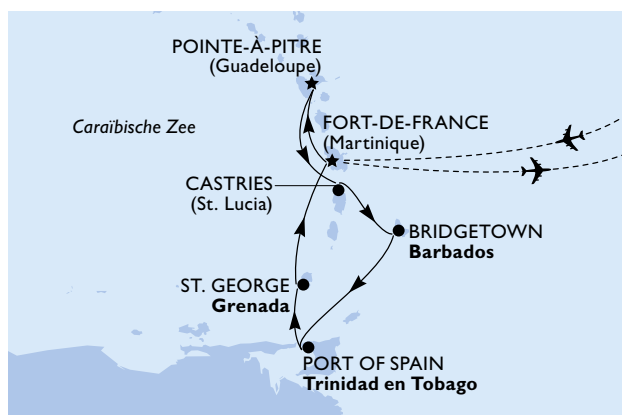 POINTE-À-PITRE
(Guadeloupe)
Caraïbische Zee
FORT-DE-FRANCE
(Martinique)
CASTRIES
(St. Lucia)
BRIDGETOWN
Barbados
ST. GEORGE
Grenada
PORT OF SPAIN
Trinidad en Tobago